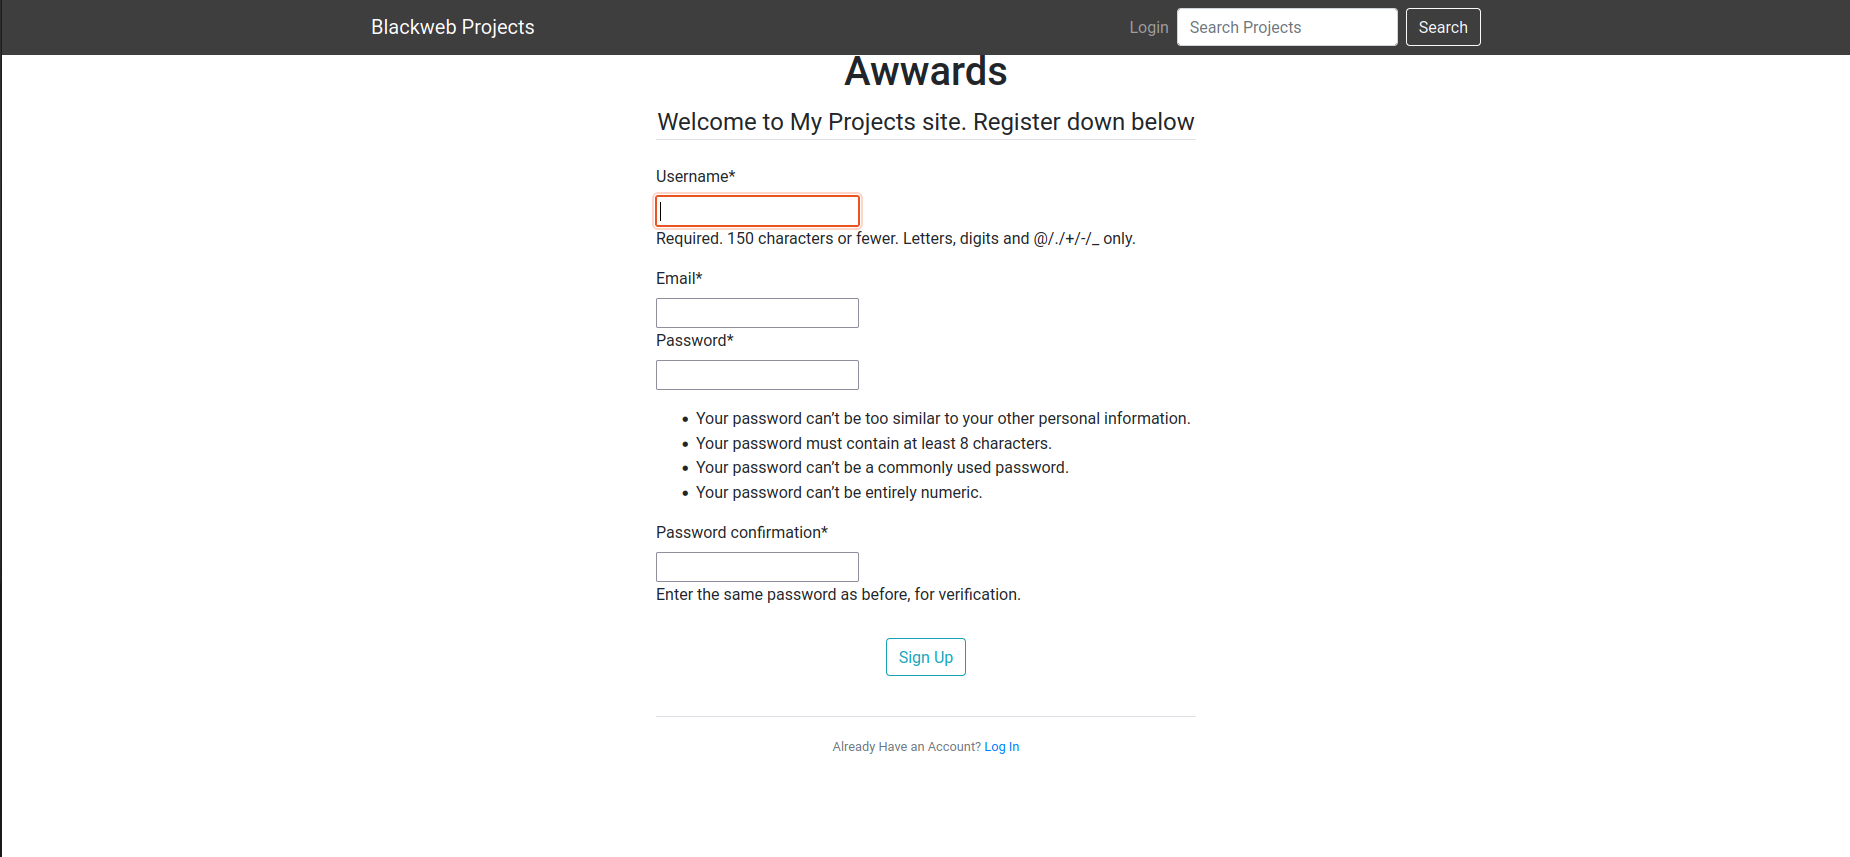 Blackweb Projects
Login
Search Projects
Search
Awwards
Welcome to My Projects site. Register down below
Username*
Required. 150 characters or fewer. Letters, digits and @/./+/-/_ only.
Email*
Password*
• Your password can’t be too similar to your other personal information.
• Your password must contain at least 8 characters.
• Your password can’t be a commonly used password.
• Your password can’t be entirely numeric.
Password confirmation*
Enter the same password as before, for verification.
Sign Up
Already Have an Account? Log In